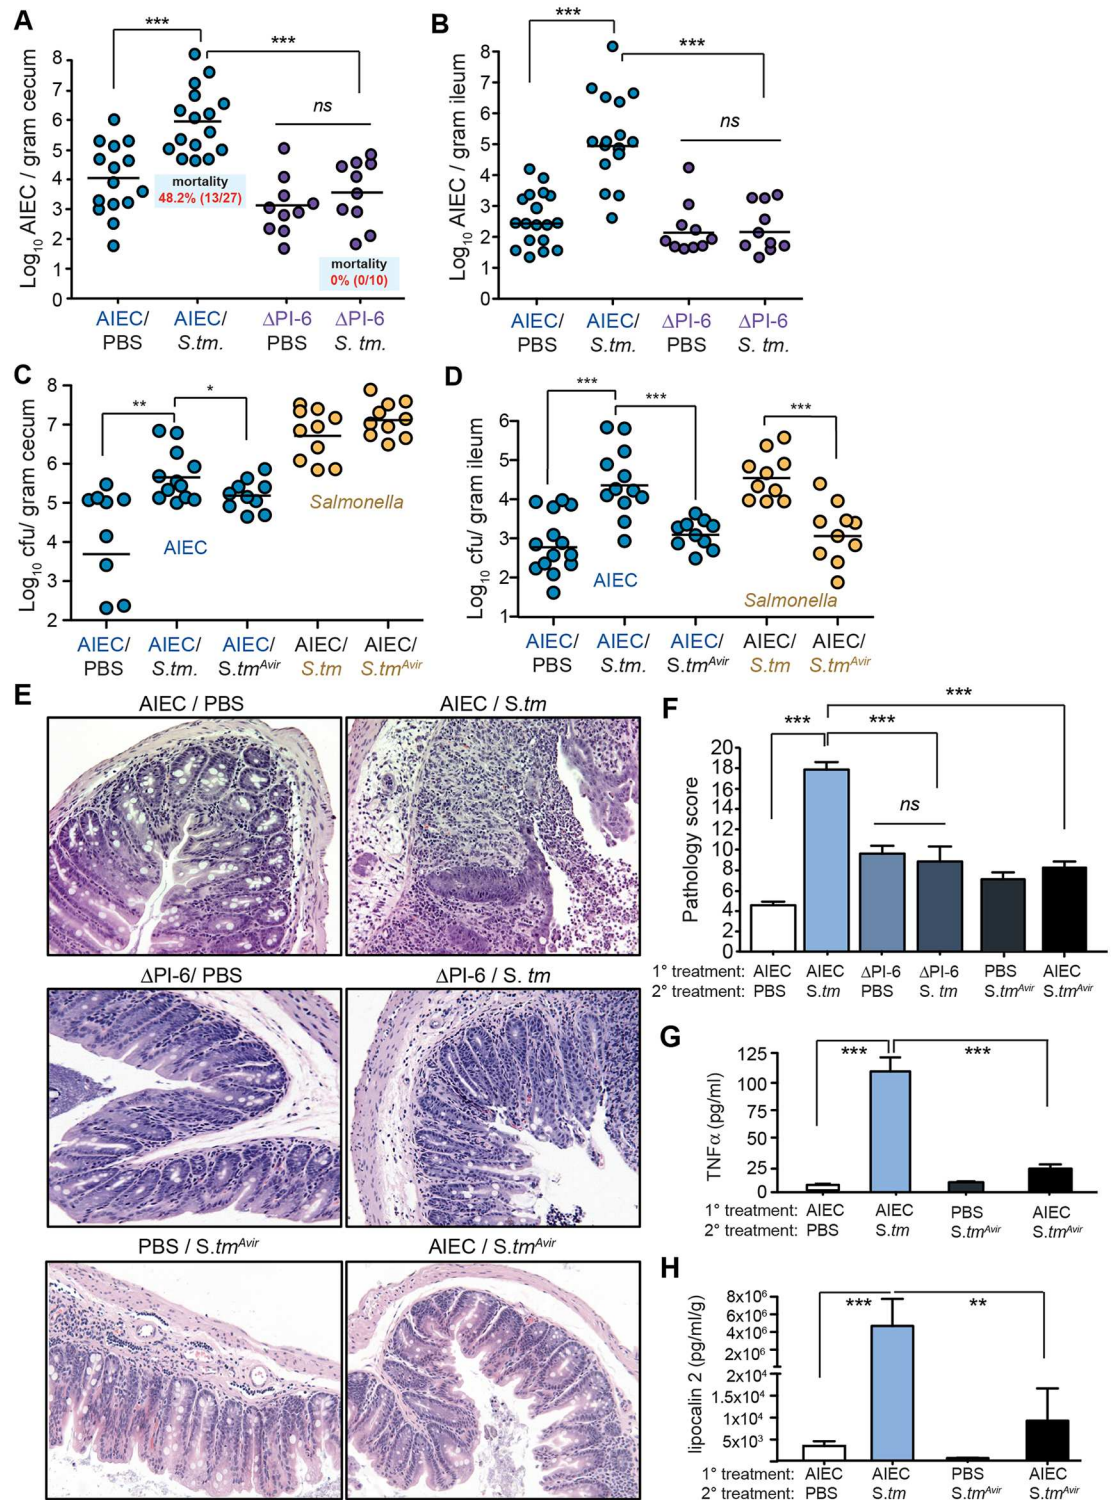 A
Log10 AIEC / gram cecum
8
7
6
5
4
3
2
1
0
***
***
ns
mortality
48.2% (13/27)
mortality
0% (0/10)
AIEC/ AIEC/ ΔPI-6 ΔPI-6
PBS S.tm. PBS S. tm.
B
Log10 AIEC / gram ileum
8
7
6
5
4
3
2
1
0
***
***
ns
AIEC/ AIEC/ ΔPI-6 ΔPI-6
PBS S.tm. PBS S. tm.
C
Log10 cfu/ gram cecum
8
7
6
5
4
3
2
**
*
AIEC
Salmonella
AIEC/ AIEC/ AIEC/ AIEC/ AIEC/
PBS S.tm. S.tmAvir S.tm S.tmAvir
D
Log10 cfu/ gram ileum
6
5
4
3
2
1
***
***
***
AIEC
Salmonella
AIEC/ AIEC/ AIEC/ AIEC/ AIEC/
PBS S.tm. S.tmAvir S.tm S.tmAvir
E
AIEC / PBS
AIEC / S.tm
ΔPI-6/ PBS
ΔPI-6 / S. tm
PBS / S.tmAvir
AIEC / S.tmAvir
F
Pathology score
20
18
16
14
12
10
8
6
4
2
0
***
***
***
ns
1° treatment: AIEC AIEC ΔPI-6 ΔPI-6 PBS AIEC
2° treatment: PBS S.tm PBS S. tm S.tmAvir S.tmAvir
G
TNFα (pg/ml)
125
100
50
25
0
***
***
1° treatment: AIEC AIEC PBS AIEC
2° treatment: PBS S.tm S.tmAvir S.tmAvir
H
lipocalin 2 (pg/ml/g)
8x10⁶
6x10⁶
4x10⁶
2x10⁶
2x10⁴
1.5x10⁴
1x10⁴
5x10³
***
**
1° treatment: AIEC AIEC PBS AIEC
2° treatment: PBS S.tm S.tmAvir S.tmAvir